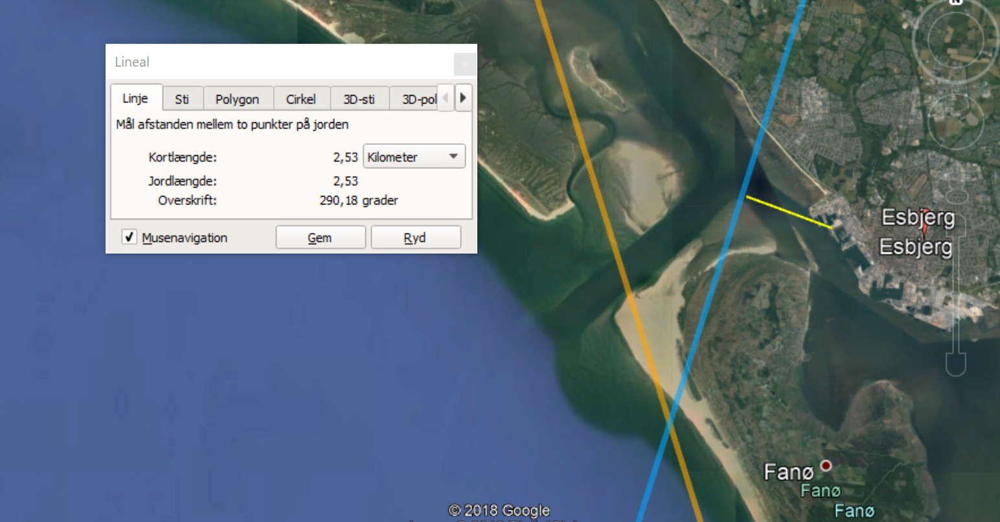 N
Lineal
Linje Sti Polygon Cirkel 3D-sti 3D-pol
Mål afstanden mellem to punkter på jorden
Kortlængde: 2,53 Kilometer
Jordlængde: 2,53
Overskrift: 290,18 grader
Musenavigation Gem Ryd
Esbjerg
Esbjerg
Fanø
Fanø
Fanø
© 2018 Google